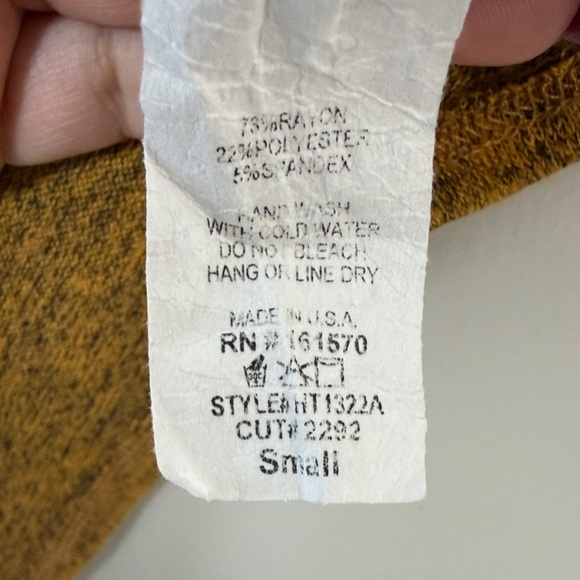 73%RAYON
22%POLYESTER
5%SPANDEX
HAND WASH
WITH COLD WATER
DO NOT BLEACH
HANG OR LINE DRY
MADE IN U.S.A.
RN # 161570
STYLE#HT1322A
CUT# 2292
Small